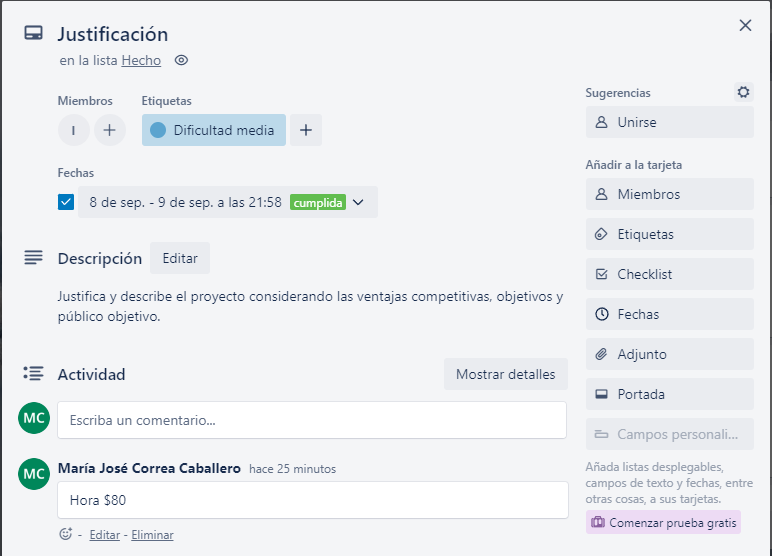 Justificación
en la lista Hecho
Miembros
Etiquetas
I
Dificultad media
Fechas
8 de sep. - 9 de sep. a las 21:58 cumplida
Descripción
Editar
Justifica y describe el proyecto considerando las ventajas competitivas, objetivos y
público objetivo.
Actividad
Mostrar detalles
MC
Escriba un comentario...
MC
María José Correa Caballero hace 25 minutos
Hora $80
- Editar - Eliminar
Sugerencias
Unirse
Añadir a la tarjeta
Miembros
Etiquetas
Checklist
Fechas
Adjunto
Portada
Campos personali...
Añada listas desplegables,
campos de texto y fechas, entre
otras cosas, a sus tarjetas.
Comenzar prueba gratis